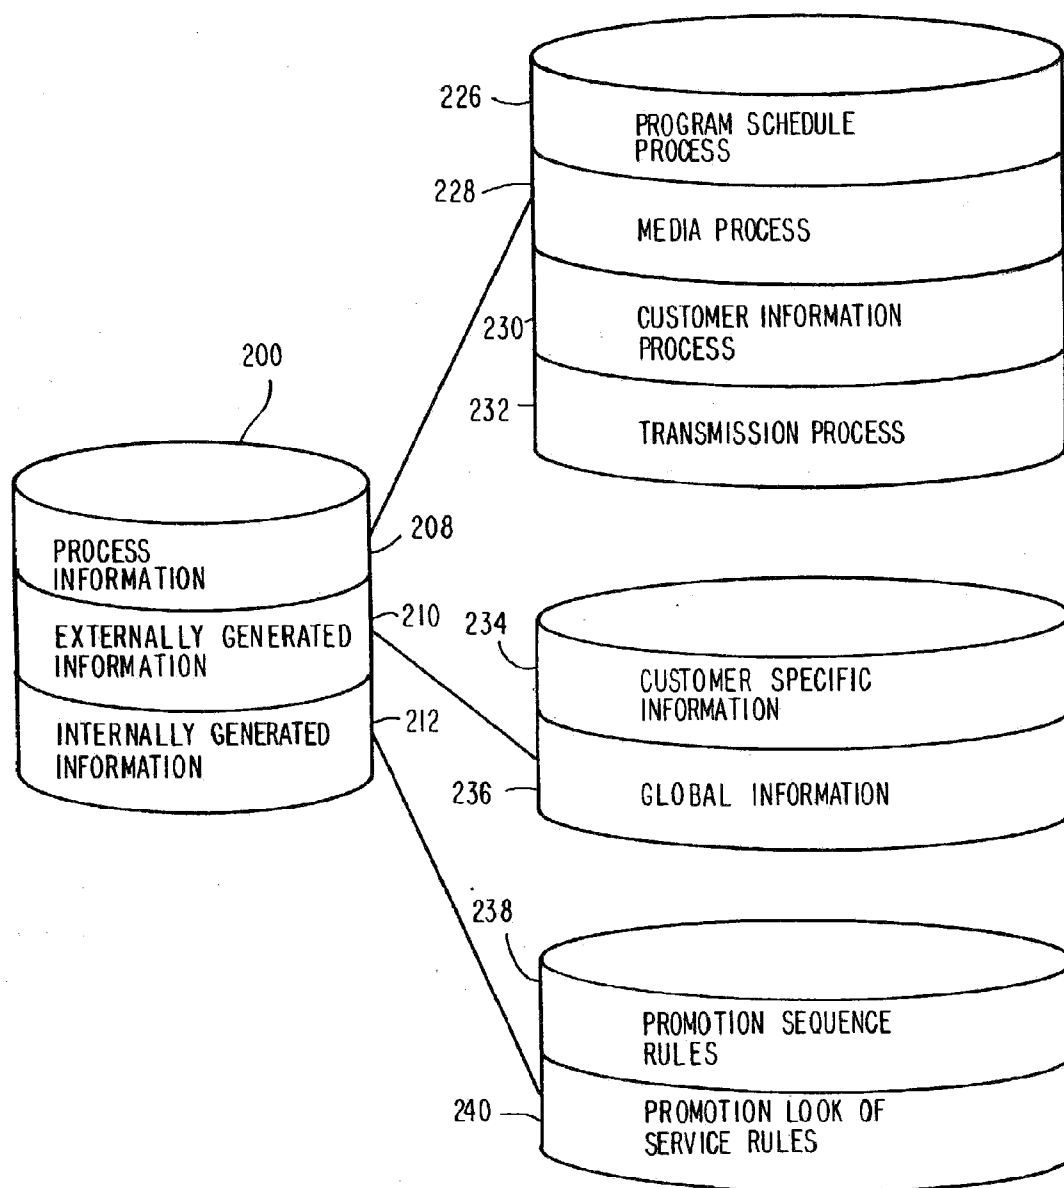 226
PROGRAM SCHEDULE
PROCESS
228
MEDIA PROCESS
230
CUSTOMER INFORMATION
PROCESS
232
TRANSMISSION PROCESS
200
208
PROCESS
INFORMATION
210
EXTERNALLY GENERATED
INFORMATION
212
INTERNALLY GENERATED
INFORMATION
234
CUSTOMER SPECIFIC
INFORMATION
236
GLOBAL INFORMATION
238
PROMOTION SEQUENCE
RULES
240
PROMOTION LOOK OF
SERVICE RULES